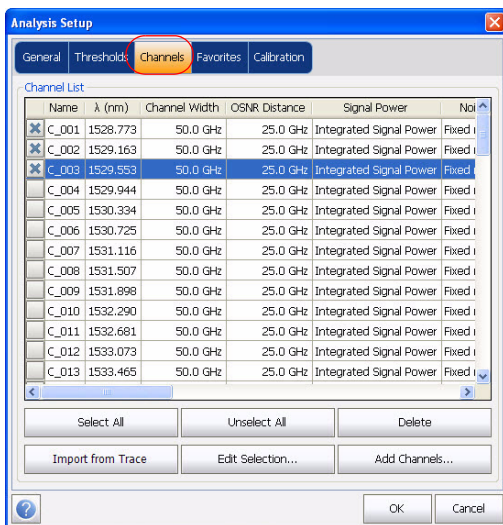 Analysis Setup
General Thresholds Channels Favorites Calibration
Channel List
Name λ (nm) Channel Width OSNR Distance Signal Power Noi
C_001 1528.773 50.0 GHz 25.0 GHz Integrated Signal Power Fixed
C_002 1529.163 50.0 GHz 25.0 GHz Integrated Signal Power Fixed
C_003 1529.553 50.0 GHz 25.0 GHz Integrated Signal Power Fixed
C_004 1529.944 50.0 GHz 25.0 GHz Integrated Signal Power Fixed
C_005 1530.334 50.0 GHz 25.0 GHz Integrated Signal Power Fixed
C_006 1530.725 50.0 GHz 25.0 GHz Integrated Signal Power Fixed
C_007 1531.116 50.0 GHz 25.0 GHz Integrated Signal Power Fixed
C_008 1531.507 50.0 GHz 25.0 GHz Integrated Signal Power Fixed
C_009 1531.898 50.0 GHz 25.0 GHz Integrated Signal Power Fixed
C_010 1532.290 50.0 GHz 25.0 GHz Integrated Signal Power Fixed
C_011 1532.681 50.0 GHz 25.0 GHz Integrated Signal Power Fixed
C_012 1533.073 50.0 GHz 25.0 GHz Integrated Signal Power Fixed
C_013 1533.465 50.0 GHz 25.0 GHz Integrated Signal Power Fixed
Select All Unselect All Delete
Import from Trace Edit Selection... Add Channels...
? OK Cancel